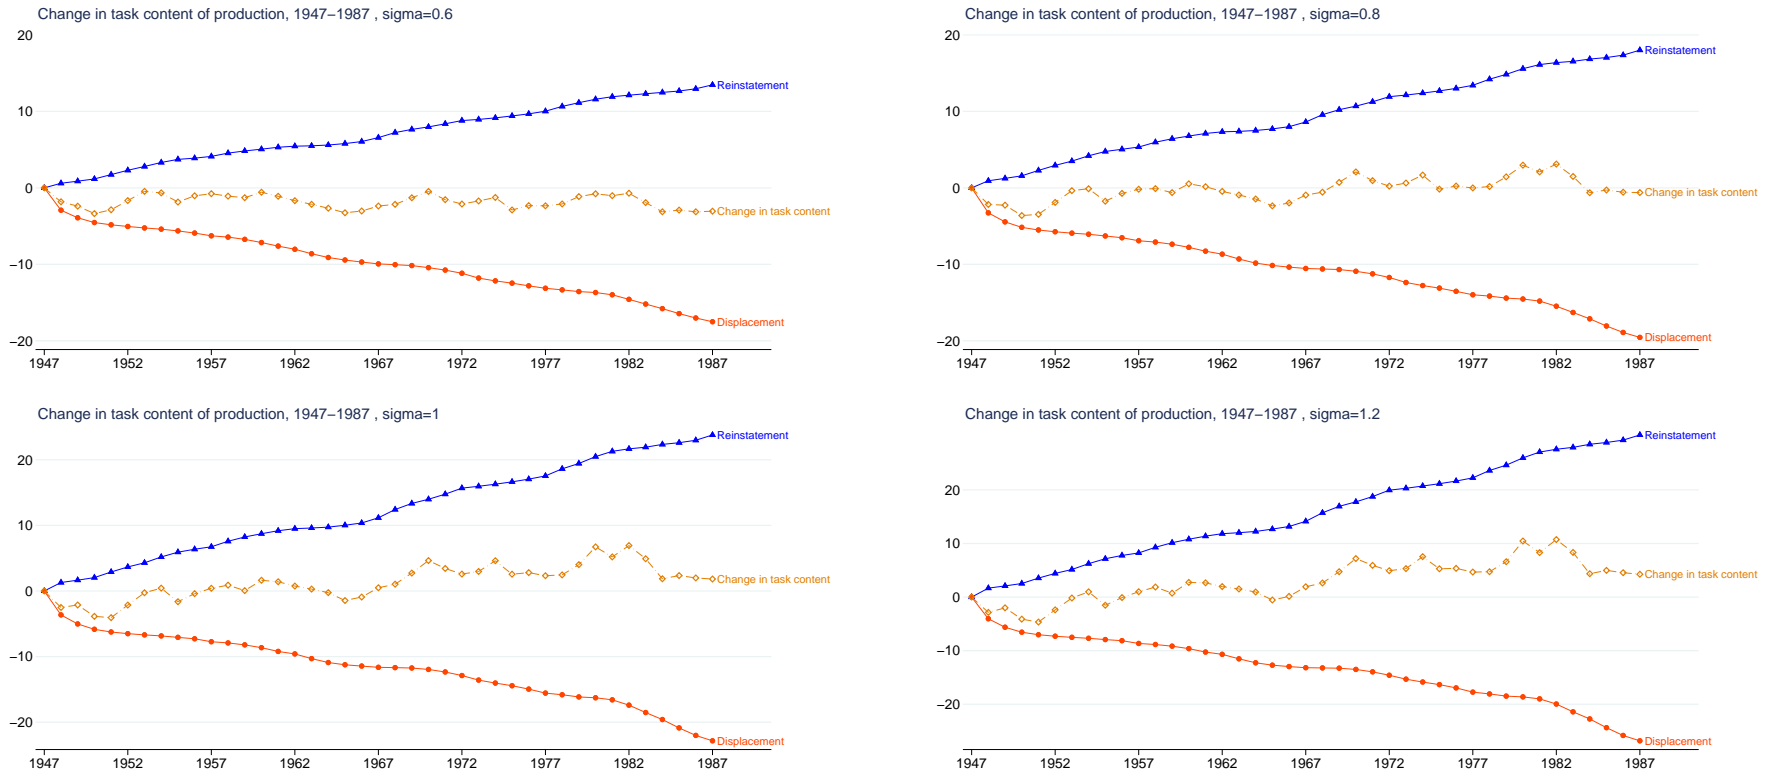 Change in task content of production, 1947−1987 , sigma=0.6
20
10
0
−10
−20
Reinstatement
Change in task content
Displacement
1947 1952 1957 1962 1967 1972 1977 1982 1987
Change in task content of production, 1947−1987 , sigma=0.8
20
10
0
−10
−20
Reinstatement
Change in task content
Displacement
1947 1952 1957 1962 1967 1972 1977 1982 1987
Change in task content of production, 1947−1987 , sigma=1
20
10
0
−10
−20
Reinstatement
Change in task content
Displacement
1947 1952 1957 1962 1967 1972 1977 1982 1987
Change in task content of production, 1947−1987 , sigma=1.2
20
10
0
−10
−20
Reinstatement
Change in task content
Displacement
1947 1952 1957 1962 1967 1972 1977 1982 1987